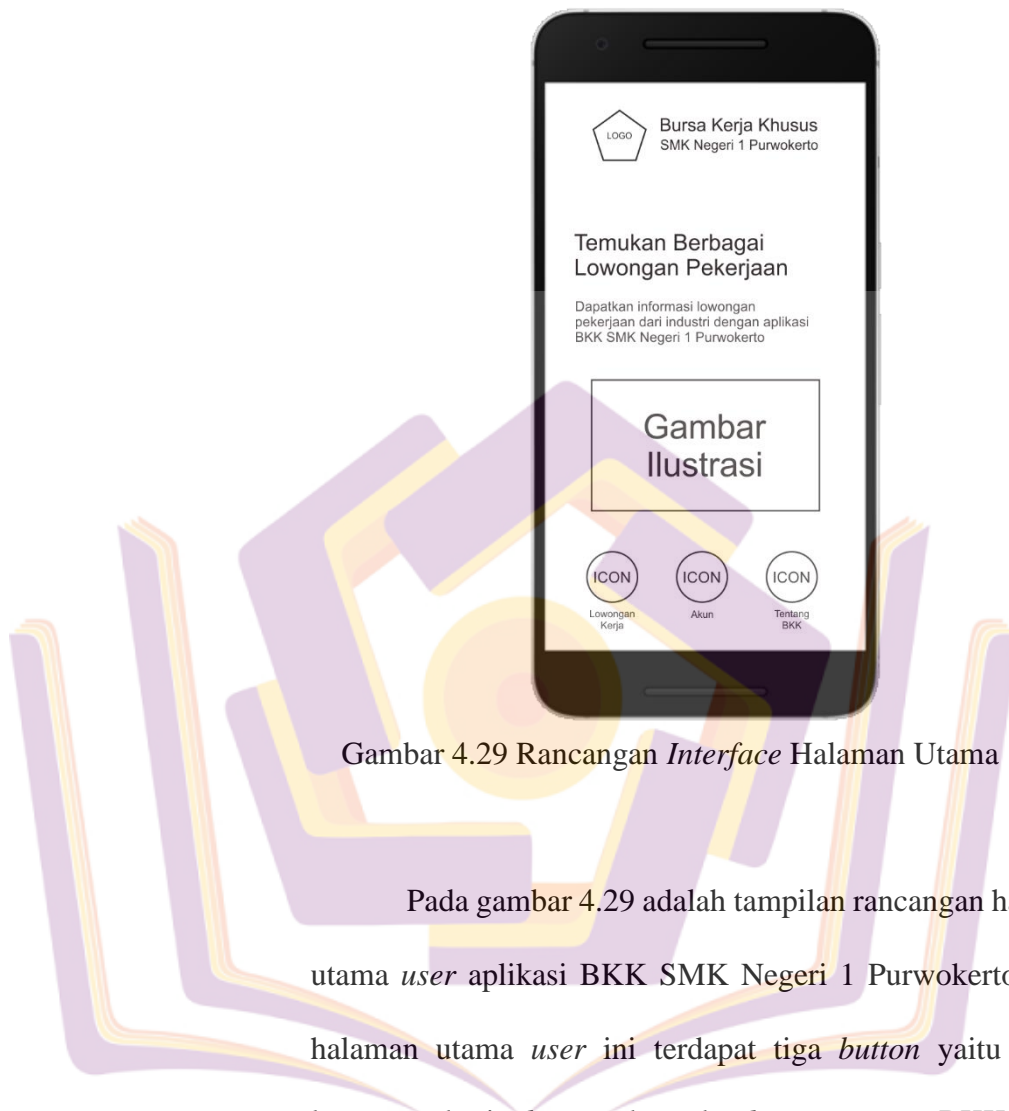 LOGO
Bursa Kerja Khusus
SMK Negeri 1 Purwokerto
Temukan Berbagai
Lowongan Pekerjaan
Dapatkan informasi lowongan
pekerjaan dari industri dengan aplikasi
BKK SMK Negeri 1 Purwokerto
Gambar
Ilustrasi
ICON ICON ICON
Lowongan Akun Tentang
Kerja BKK
Gambar 4.29 Rancangan Interface Halaman Utama
Pada gambar 4.29 adalah tampilan rancangan ha
utama user aplikasi BKK SMK Negeri 1 Purwokerto
halaman utama user ini terdapat tiga button yaitu